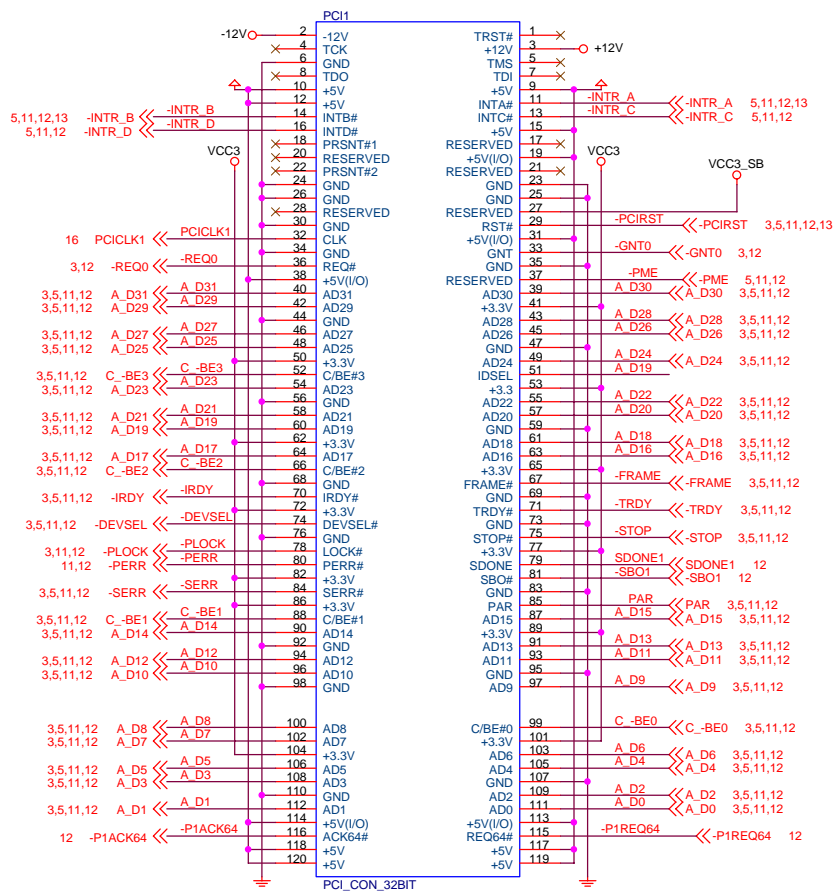 PCI1
-12V 2 -12V TRST# 1
4 TCK +12V 3 +12V
6 GND TMS 5
8 TDO TDI 7
10 +5V +5V 9
12 +5V INTA# 11 -INTR_A -INTR_A 5,11,12,13
5,11,12,13 -INTR_B -INTR_B 14 INTB# INTC# 13 -INTR_C -INTR_C 5,11,12
5,11,12 -INTR_D -INTR_D 16 INTD# +5V 15
18 PRSNT#1 RESERVED 17
VCC3 20 RESERVED +5V(I/O) 19 VCC3
22 PRSNT#2 RESERVED 21 VCC3_SB
24 GND GND 23
26 GND GND 25
28 RESERVED RESERVED 27
30 GND RST# 29 -PCIRST -PCIRST 3,5,11,12,13
16 PCICLK1 PCICLK1 32 CLK +5V(I/O) 31
34 GND GNT 33 -GNT0 -GNT0 3,12
3,12 -REQ0 -REQ0 36 REQ# GND 35
38 +5V(I/O) RESERVED 37 -PME -PME 5,11,12
3,5,11,12 A_D31 A_D31 40 AD31 AD30 39 A_D30 A_D30 3,5,11,12
3,5,11,12 A_D29 A_D29 42 AD29 +3.3V 41
44 GND AD28 43 A_D28 A_D28 3,5,11,12
3,5,11,12 A_D27 A_D27 46 AD27 AD26 45 A_D26 A_D26 3,5,11,12
3,5,11,12 A_D25 A_D25 48 AD25 GND 47
50 +3.3V AD24 49 A_D24 A_D24 3,5,11,12
3,5,11,12 C_-BE3 C_-BE3 52 C/BE#3 IDSEL 51 A_D19
3,5,11,12 A_D23 A_D23 54 AD23 +3.3 53
56 GND AD22 55 A_D22 A_D22 3,5,11,12
3,5,11,12 A_D21 A_D21 58 AD21 AD20 57 A_D20 A_D20 3,5,11,12
3,5,11,12 A_D19 A_D19 60 AD19 GND 59
62 +3.3V AD18 61 A_D18 A_D18 3,5,11,12
3,5,11,12 A_D17 A_D17 64 AD17 AD16 63 A_D16 A_D16 3,5,11,12
3,5,11,12 C_-BE2 C_-BE2 66 C/BE#2 +3.3V 65
68 GND FRAME# 67 -FRAME -FRAME 3,5,11,12
3,5,11,12 -IRDY -IRDY 70 IRDY# GND 69
72 +3.3V TRDY# 71 -TRDY -TRDY 3,5,11,12
3,5,11,12 -DEVSEL -DEVSEL 74 DEVSEL# GND 73
76 GND STOP# 75 -STOP -STOP 3,5,11,12
3,11,12 -PLOCK -PLOCK 78 LOCK# +3.3V 77
11,12 -PERR -PERR 80 PERR# SDONE 79 SDONE1 SDONE1 12
82 +3.3V SBO# 81 -SBO1 -SBO1 12
3,5,11,12 -SERR -SERR 84 SERR# GND 83
86 +3.3V PAR 85 PAR PAR 3,5,11,12
3,5,11,12 C_-BE1 C_-BE1 88 C/BE#1 AD15 87 A_D15 A_D15 3,5,11,12
3,5,11,12 A_D14 A_D14 90 AD14 +3.3V 89
92 GND AD13 91 A_D13 A_D13 3,5,11,12
3,5,11,12 A_D12 A_D12 94 AD12 AD11 93 A_D11 A_D11 3,5,11,12
3,5,11,12 A_D10 A_D10 96 AD10 GND 95
98 GND AD9 97 A_D9 A_D9 3,5,11,12
3,5,11,12 A_D8 A_D8 100 AD8 C/BE#0 99 C_-BE0 C_-BE0 3,5,11,12
3,5,11,12 A_D7 A_D7 102 AD7 +3.3V 101
104 +3.3V AD6 103 A_D6 A_D6 3,5,11,12
3,5,11,12 A_D5 A_D5 106 AD5 AD4 105 A_D4 A_D4 3,5,11,12
3,5,11,12 A_D3 A_D3 108 AD3 GND 107
110 GND AD2 109 A_D2 A_D2 3,5,11,12
3,5,11,12 A_D1 A_D1 112 AD1 AD0 111 A_D0 A_D0 3,5,11,12
114 +5V(I/O) +5V(I/O) 113
12 -P1ACK64 -P1ACK64 116 ACK64# REQ64# 115 -P1REQ64 -P1REQ64 12
118 +5V +5V 117
120 +5V +5V 119
PCI_CON_32BIT